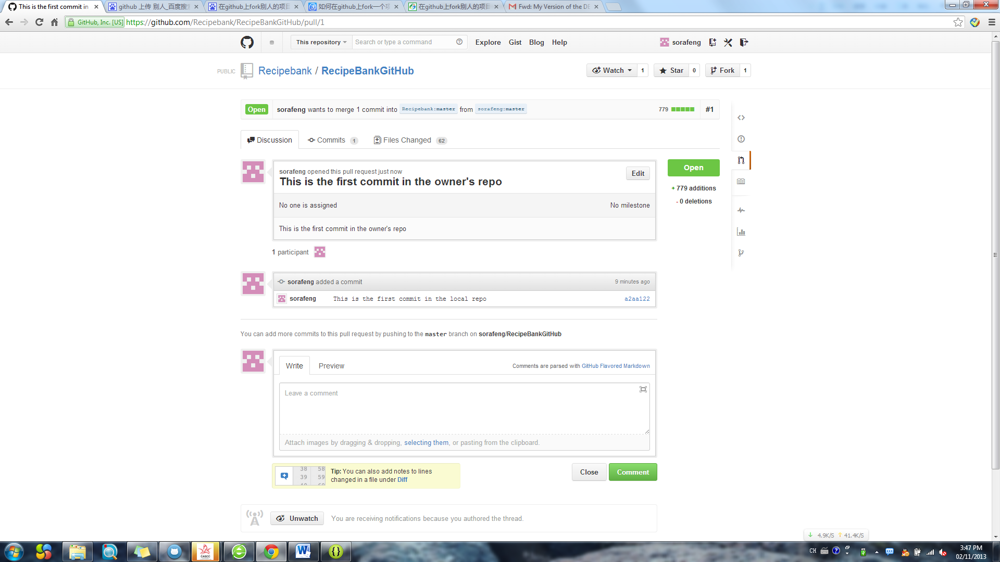 This is the first commit in
github 上传 别人_百度搜
在github上fork别人的项目
如何在github上fork一个项
在github上fork别人的项目
Fwd: My Version of the DE
GitHub, Inc. [US] https://github.com/Recipebank/RecipeBankGitHub/pull/1
This repository Search or type a command Explore Gist Blog Help sorafeng
PUBLIC Recipebank / RecipeBankGitHub Watch 1 Star 0 Fork 1
Open sorafeng wants to merge 1 commit into Recipebank:master from sorafeng:master 779 #1
Discussion Commits 1 Files Changed 62
sorafeng opened this pull request just now
This is the first commit in the owner's repo
Edit
Open
+ 779 additions
- 0 deletions
No one is assigned No milestone
This is the first commit in the owner's repo
1 participant
sorafeng added a commit 9 minutes ago
sorafeng This is the first commit in the local repo a2aa122
You can add more commits to this pull request by pushing to the master branch on sorafeng/RecipeBankGitHub
Write Preview Comments are parsed with GitHub Flavored Markdown
Leave a comment
Attach images by dragging & dropping, selecting them, or pasting from the clipboard.
38 58
39 59
40 60
Tip: You can also add notes to lines
changed in a file under Diff
Close Comment
Unwatch You are receiving notifications because you authored the thread.
4.9K/S 41.4K/S
CASCC
CH
3:47 PM
02/11/2013